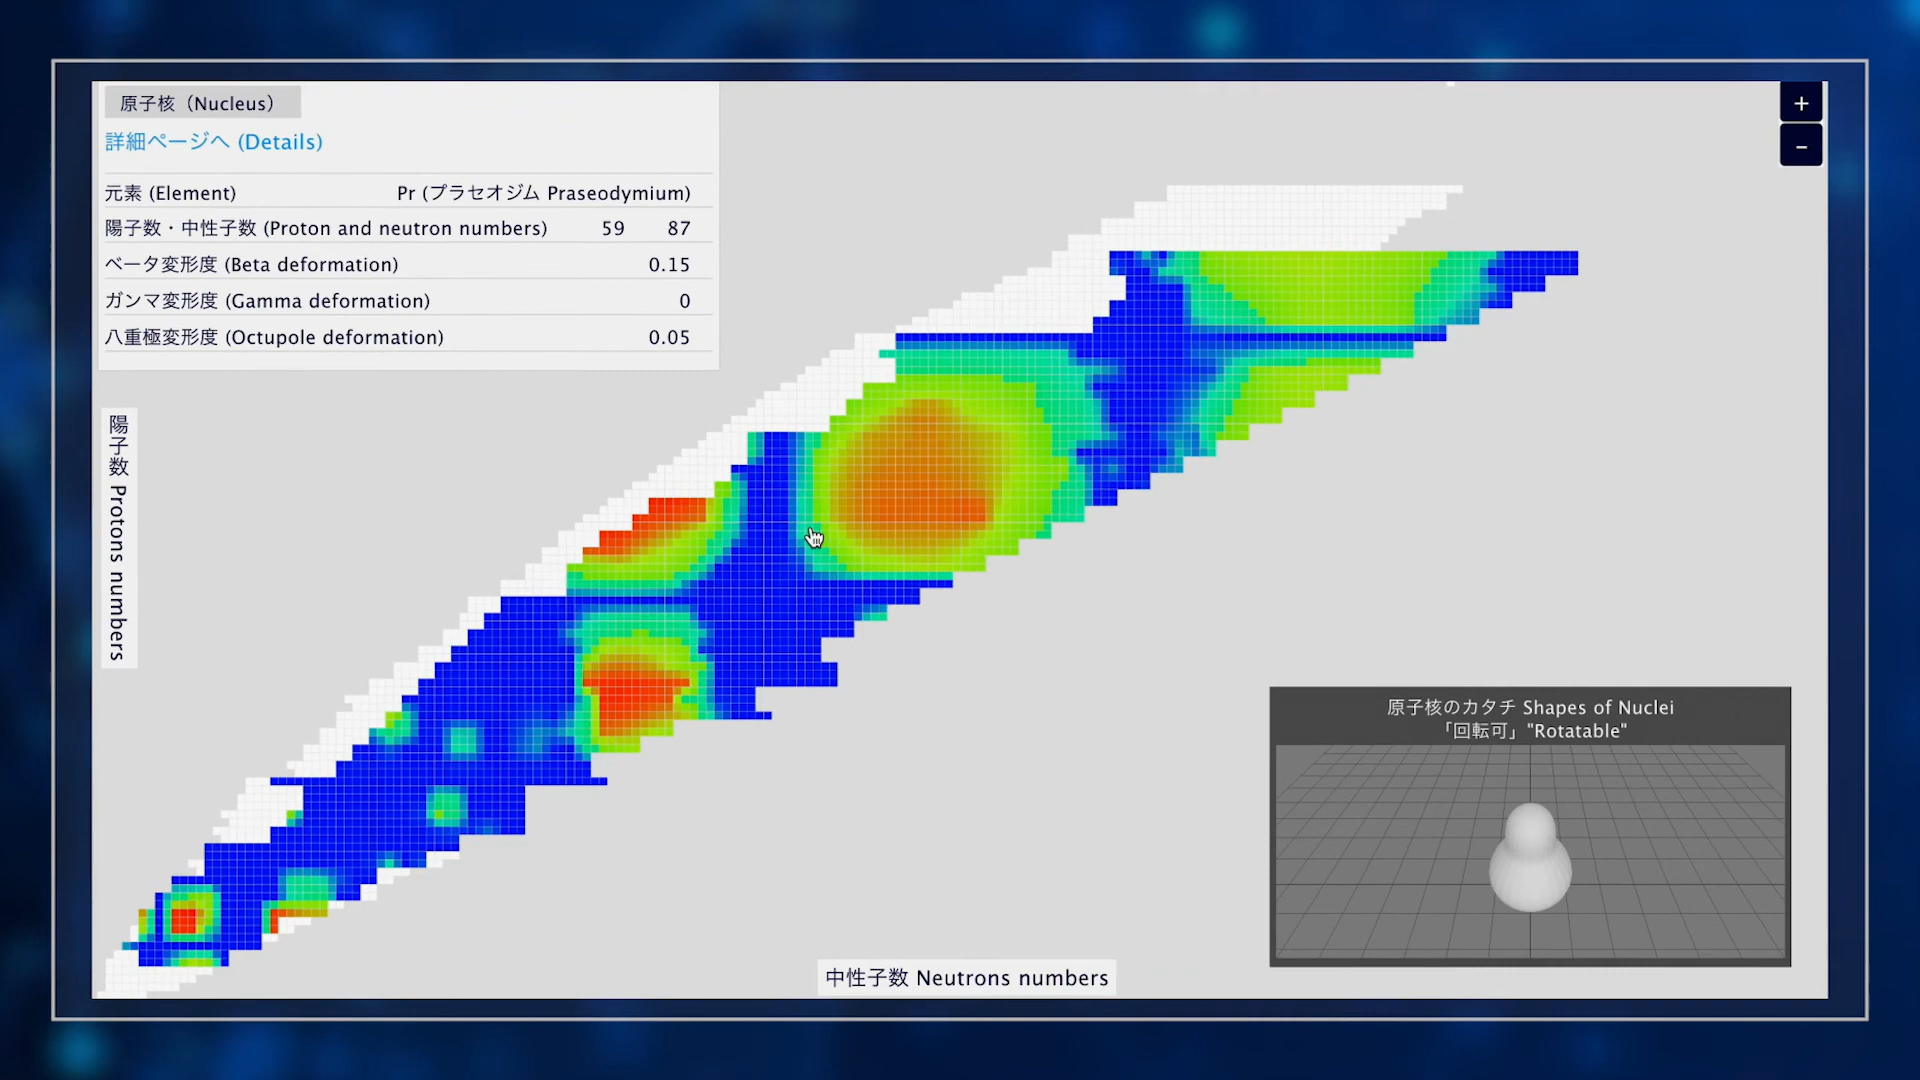 原子核（Nucleus）
詳細ページへ (Details)
元素 (Element) Pr (プラセオジム Praseodymium)
陽子数・中性子数 (Proton and neutron numbers) 59 87
ベータ変形度 (Beta deformation) 0.15
ガンマ変形度 (Gamma deformation) 0
八重極変形度 (Octupole deformation) 0.05
+
-
陽子数 Protons numbers
中性子数 Neutrons numbers
原子核のカタチ Shapes of Nuclei
「回転可」"Rotatable"